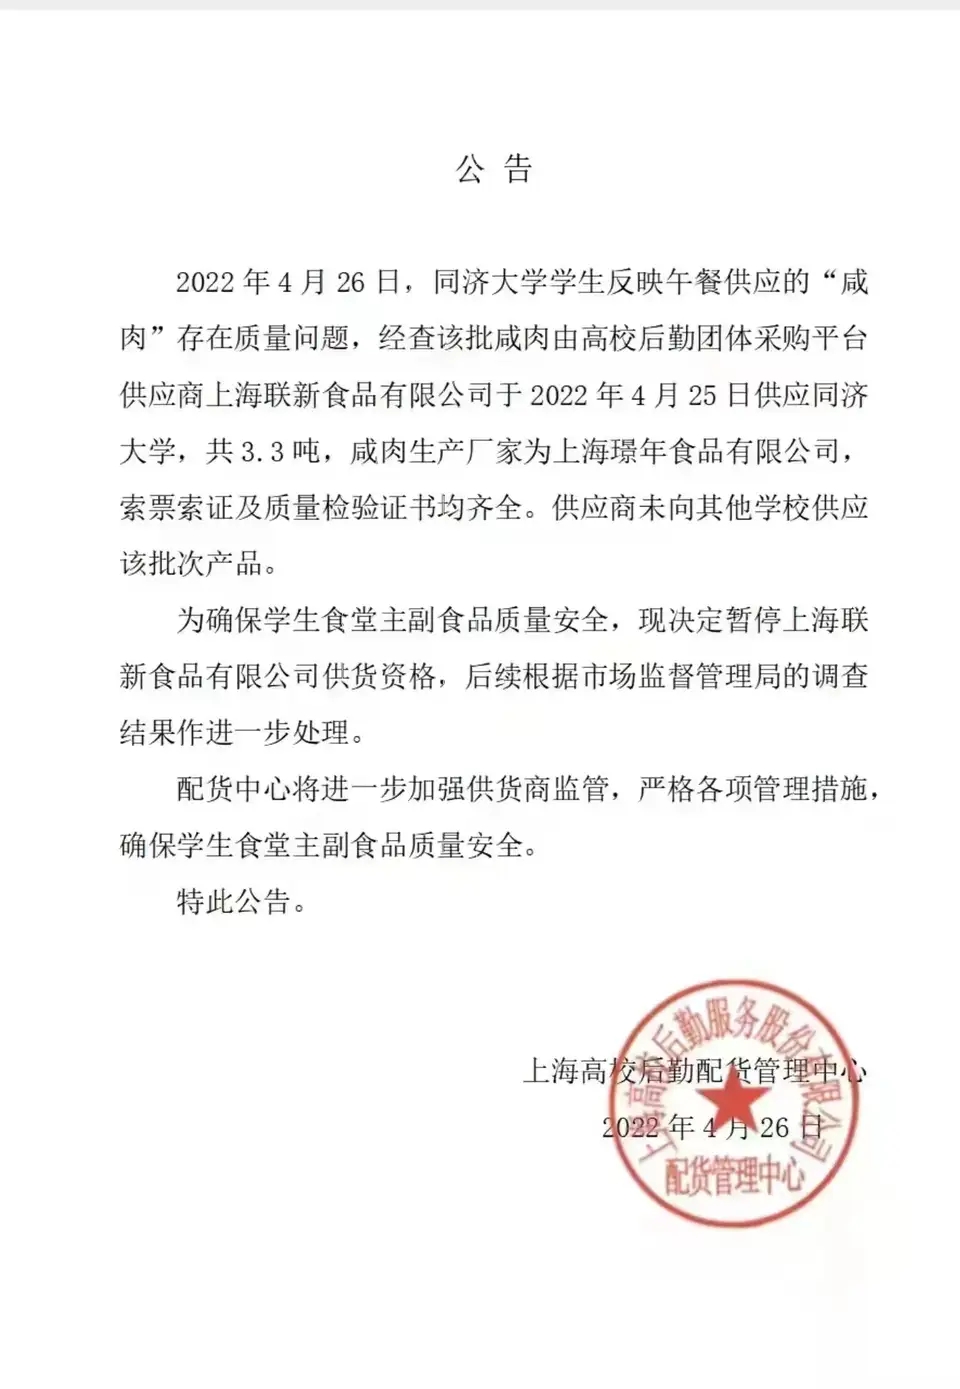 公 告
2022 年 4 月 26 日，同济大学学生反映午餐供应的“咸
肉”存在质量问题，经查该批咸肉由高校后勤团体采购平台
供应商上海联新食品有限公司于 2022 年 4 月 25 日供应同济
大学，共 3.3 吨，咸肉生产厂家为上海璟年食品有限公司，
索票索证及质量检验证书均齐全。供应商未向其他学校供应
该批次产品。
为确保学生食堂主副食品质量安全，现决定暂停上海联
新食品有限公司供货资格，后续根据市场监督管理局的调查
结果作进一步处理。
配货中心将进一步加强供货商监管，严格各项管理措施，
确保学生食堂主副食品质量安全。
特此公告。
上海高校后勤配货管理中心
2022 年 4 月 26 日
上海高校后勤服务股份有限公司
配货管理中心